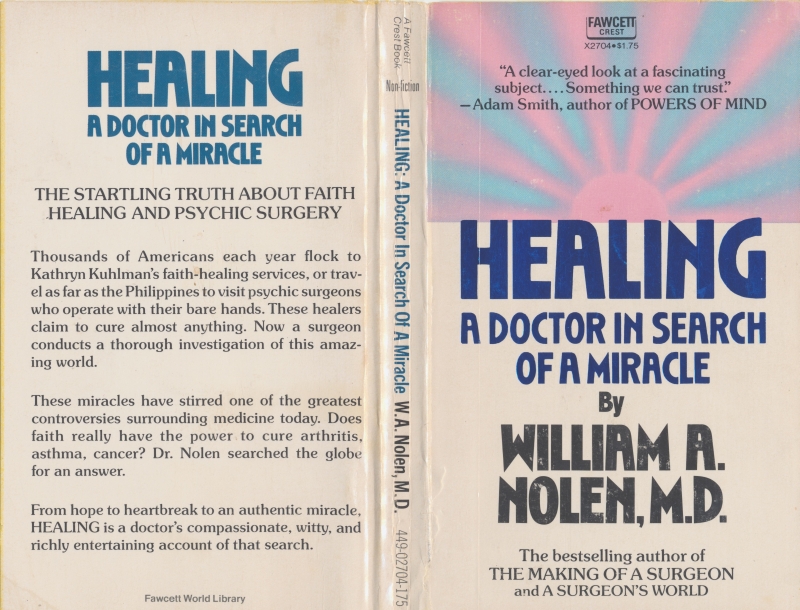 HEALING
A DOCTOR IN SEARCH
OF A MIRACLE
THE STARTLING TRUTH ABOUT FAITH
HEALING AND PSYCHIC SURGERY
Thousands of Americans each year flock to
Kathryn Kuhlman's faith-healing services, or trav-
el as far as the Philippines to visit psychic surgeons
who operate with their bare hands. These healers
claim to cure almost anything. Now a surgeon
conducts a thorough investigation of this amaz-
ing world.
These miracles have stirred one of the greatest
controversies surrounding medicine today. Does
faith really have the power to cure arthritis,
asthma, cancer? Dr. Nolen searched the globe
for an answer.
From hope to heartbreak to an authentic miracle,
HEALING is a doctor's compassionate, witty, and
richly entertaining account of that search.
Fawcett World Library
A Fawcett
Crest Book
Non-fiction
HEALING: A Doctor In Search Of A Miracle W.A. Nolen, M.D.
449-02704-175
FAWCETT
CREST
X2704•$1.75
"A clear-eyed look at a fascinating
subject....Something we can trust."
—Adam Smith, author of POWERS OF MIND
HEALING
A DOCTOR IN SEARCH
OF A MIRACLE
By
WILLIAM A.
NOLEN, M.D.
The bestselling author of
THE MAKING OF A SURGEON
and A SURGEON'S WORLD